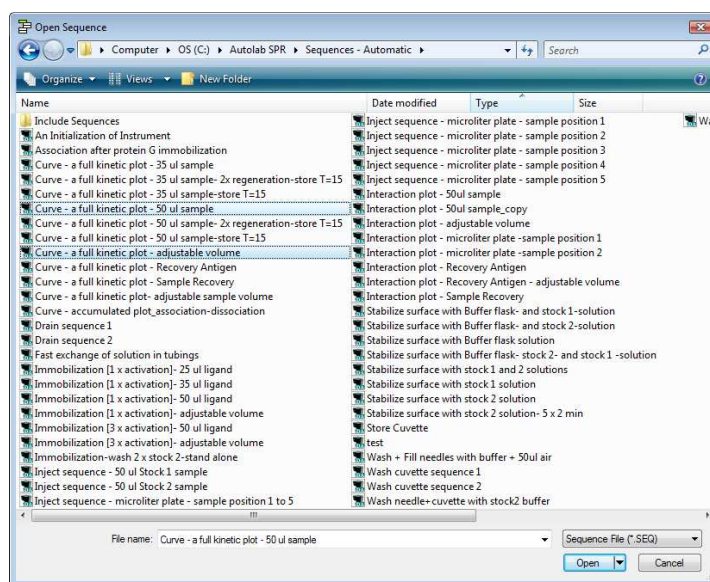 Open Sequence
Computer ▸ OS (C:) ▸ Autolab SPR ▸ Sequences - Automatic ▸
Search
Organize
Views
New Folder
Name
Date modified
Type
Size
Include Sequences
An Initialization of Instrument
Association after protein G immobilization
Curve - a full kinetic plot - 35 ul sample
Curve - a full kinetic plot - 35 ul sample- 2x regeneration-store T=15
Curve - a full kinetic plot - 35 ul sample-store T=15
Curve - a full kinetic plot - 50 ul sample
Curve - a full kinetic plot - 50 ul sample- 2x regeneration-store T=15
Curve - a full kinetic plot - 50 ul sample-store T=15
Curve - a full kinetic plot - adjustable volume
Curve - a full kinetic plot - Recovery Antigen
Curve - a full kinetic plot - Sample Recovery
Curve - a full kinetic plot- adjustable sample volume
Curve - accumulated plot_association-dissociation
Drain sequence 1
Drain sequence 2
Fast exchange of solution in tubings
Immobilization [1 x activation]- 25 ul ligand
Immobilization [1 x activation]- 35 ul ligand
Immobilization [1 x activation]- 50 ul ligand
Immobilization [1 x activation]- adjustable volume
Immobilization [3 x activation]- 50 ul ligand
Immobilization [3 x activation]- adjustable volume
Immobilization-wash 2 x stock 2-stand alone
Inject sequence - 50 ul Stock 1 sample
Inject sequence - 50 ul Stock 2 sample
Inject sequence - microliter plate - sample position 1 to 5
Inject sequence - microliter plate - sample position 1
Inject sequence - microliter plate - sample position 2
Inject sequence - microliter plate - sample position 3
Inject sequence - microliter plate - sample position 4
Inject sequence - microliter plate - sample position 5
Interaction plot - 50ul sample
Interaction plot - 50ul sample_copy
Interaction plot - adjustable volume
Interaction plot - microliter plate -sample position 1
Interaction plot - microliter plate -sample position 2
Interaction plot - Recovery Antigen
Interaction plot - Recovery Antigen - adjustable volume
Interaction plot - Sample Recovery
Stabilize surface with Buffer flask- and stock 1-solution
Stabilize surface with Buffer flask- and stock 2-solution
Stabilize surface with Buffer flask solution
Stabilize surface with Buffer flask- stock 2- and stock 1 -solution
Stabilize surface with stock 1 and 2 solutions
Stabilize surface with stock 1 solution
Stabilize surface with stock 2 solution
Stabilize surface with stock 2 solution- 5 x 2 min
Store Cuvette
test
Wash + Fill needles with buffer + 50ul air
Wash cuvette sequence 1
Wash cuvette sequence 2
Wash needle+cuvette with stock2 buffer
Wa
File name:
Curve - a full kinetic plot - 50 ul sample
Sequence File (*.SEQ)
Open
Cancel